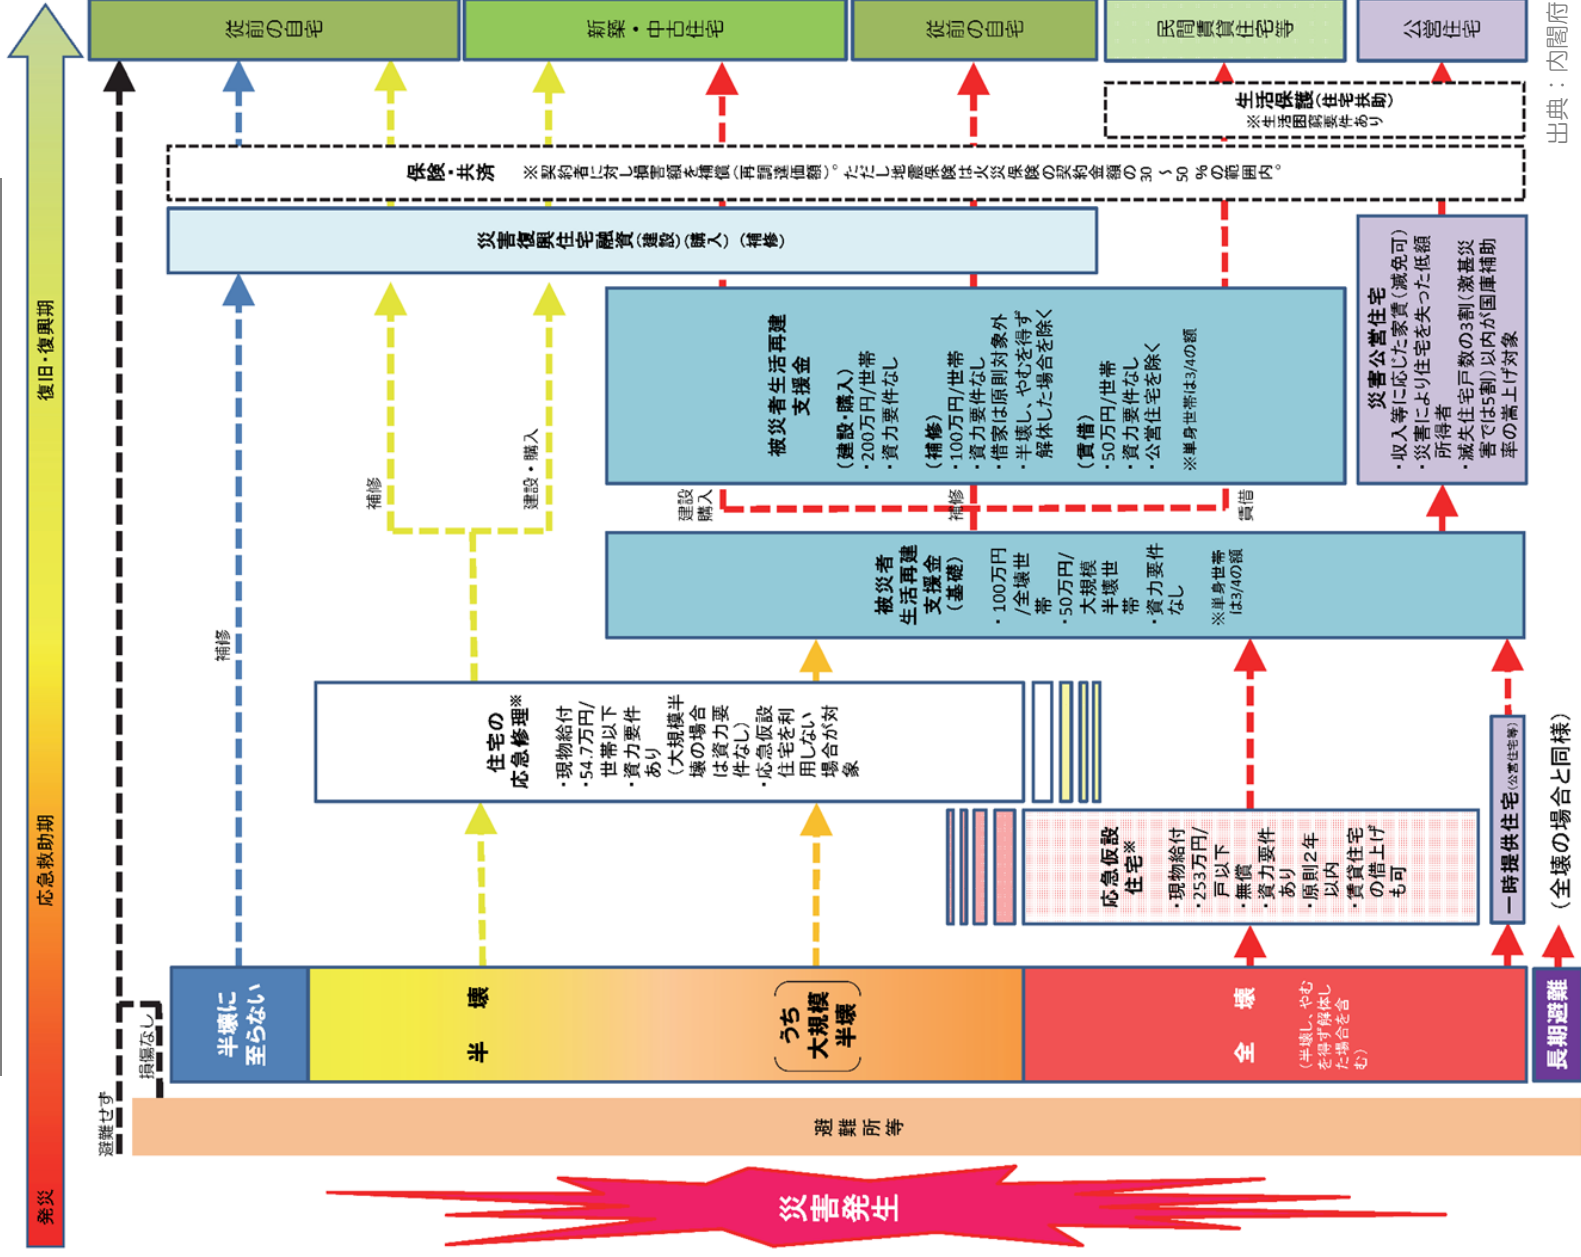 発災
応急救助期
復旧・復興期
災害発生
避難せず
避難所等
損傷なし
半壊に
至らない
半　壊
うち
大規模
半壊
全　壊
(半壊し、やむ
を得ず解体し
た場合を含
む)
長期避難
(全壊の場合と同様)
補修
住宅の
応急修理※
・現物給付
・54.7万円/
世帯以下
・資力要件
あり
(大規模半
壊の場合
は資力要
件なし)
・応急仮設
住宅を利
用しない
場合が対
象
応急仮設
住宅※
・現物給付
・253万円/
戸以下
・無償
・資力要件
あり
・原則2年
以内
・賃貸住宅
の借上げ
も可
一時提供住宅(公営住宅等)
補修
建設・購入
被災者
生活再建
支援金
(基礎)
・100万円
/全壊世
帯
・50万円/
大規模
半壊世
帯
・資力要件
なし
※単身世帯
は3/4の額
建設
購入
補修
賃借
被災者生活再建
支援金
(建設・購入)
・200万円/世帯
・資力要件なし
(補修)
・100万円/世帯
・資力要件なし
・借家は原則対象外
・半壊し、やむを得ず
解体した場合を除く
(賃借)
・50万円/世帯
・資力要件なし
・公営住宅を除く
※単身世帯は3/4の額
災害公営住宅
・収入等に応じた家賃(減免可)
・災害により住宅を失った低額
所得者
・滅失住宅戸数の3割(激甚災
害では5割)以内が国庫補助
率の嵩上げ対象
災害復興住宅融資(建設)(購入)(補修)
保険・共済　※契約者に対し損害額を補償(再調達価額)。ただし地震保険は火災保険の契約金額の30～50％の範囲内。
生活保護(住宅扶助)
※生活困窮要件あり
従前の自宅
新築・中古住宅
従前の自宅
民間賃貸住宅等
公営住宅
出典：内閣府